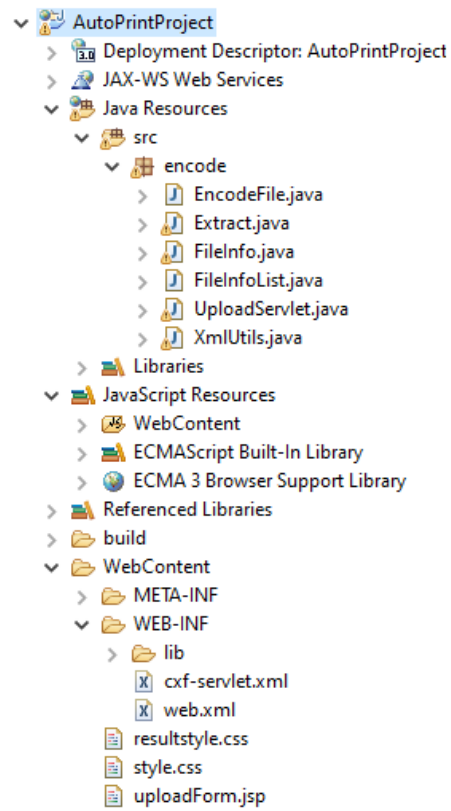 AutoPrintProject
3.0 Deployment Descriptor: AutoPrintProject
JAX-WS Web Services
Java Resources
src
encode
J EncodeFile.java
J Extract.java
J FileInfo.java
J FileInfoList.java
J UploadServlet.java
J XmlUtils.java
Libraries
JavaScript Resources
JS WebContent
ECMAScript Built-In Library
ECMA 3 Browser Support Library
Referenced Libraries
build
WebContent
META-INF
WEB-INF
lib
X cxf-servlet.xml
X web.xml
resultstyle.css
style.css
uploadForm.jsp